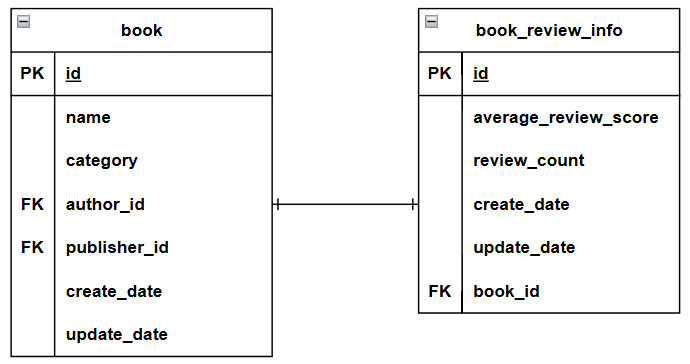 book
PK id
name
category
FK author_id
FK publisher_id
create_date
update_date
book_review_info
PK id
average_review_score
review_count
create_date
update_date
FK book_id